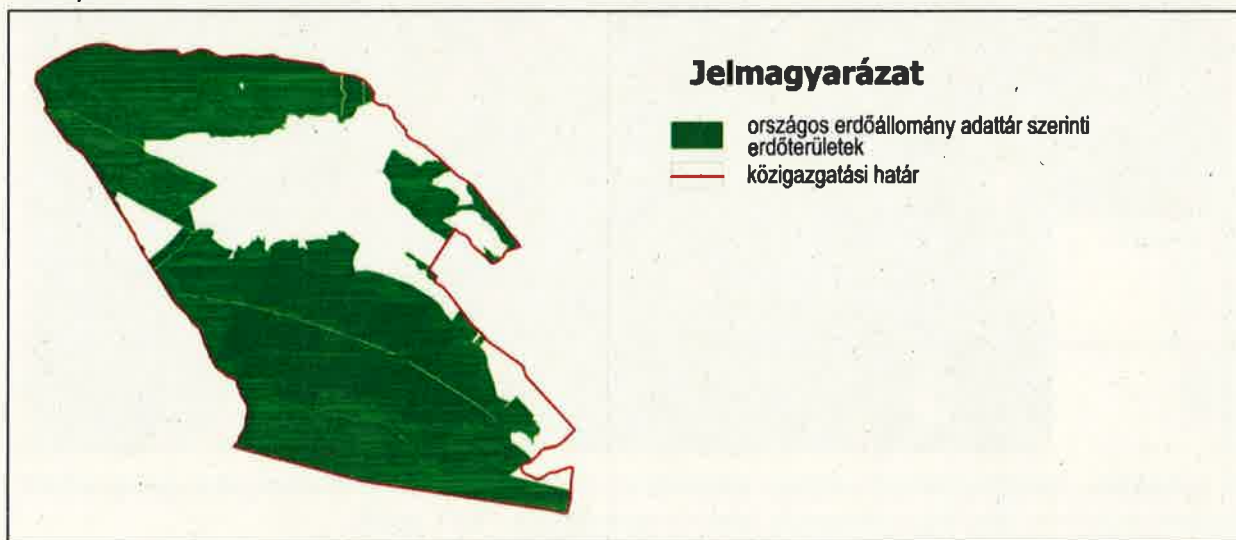 Jelmagyarázat
országos erdőállomány adattár szerinti
erdőterületek
közigazgatási határ